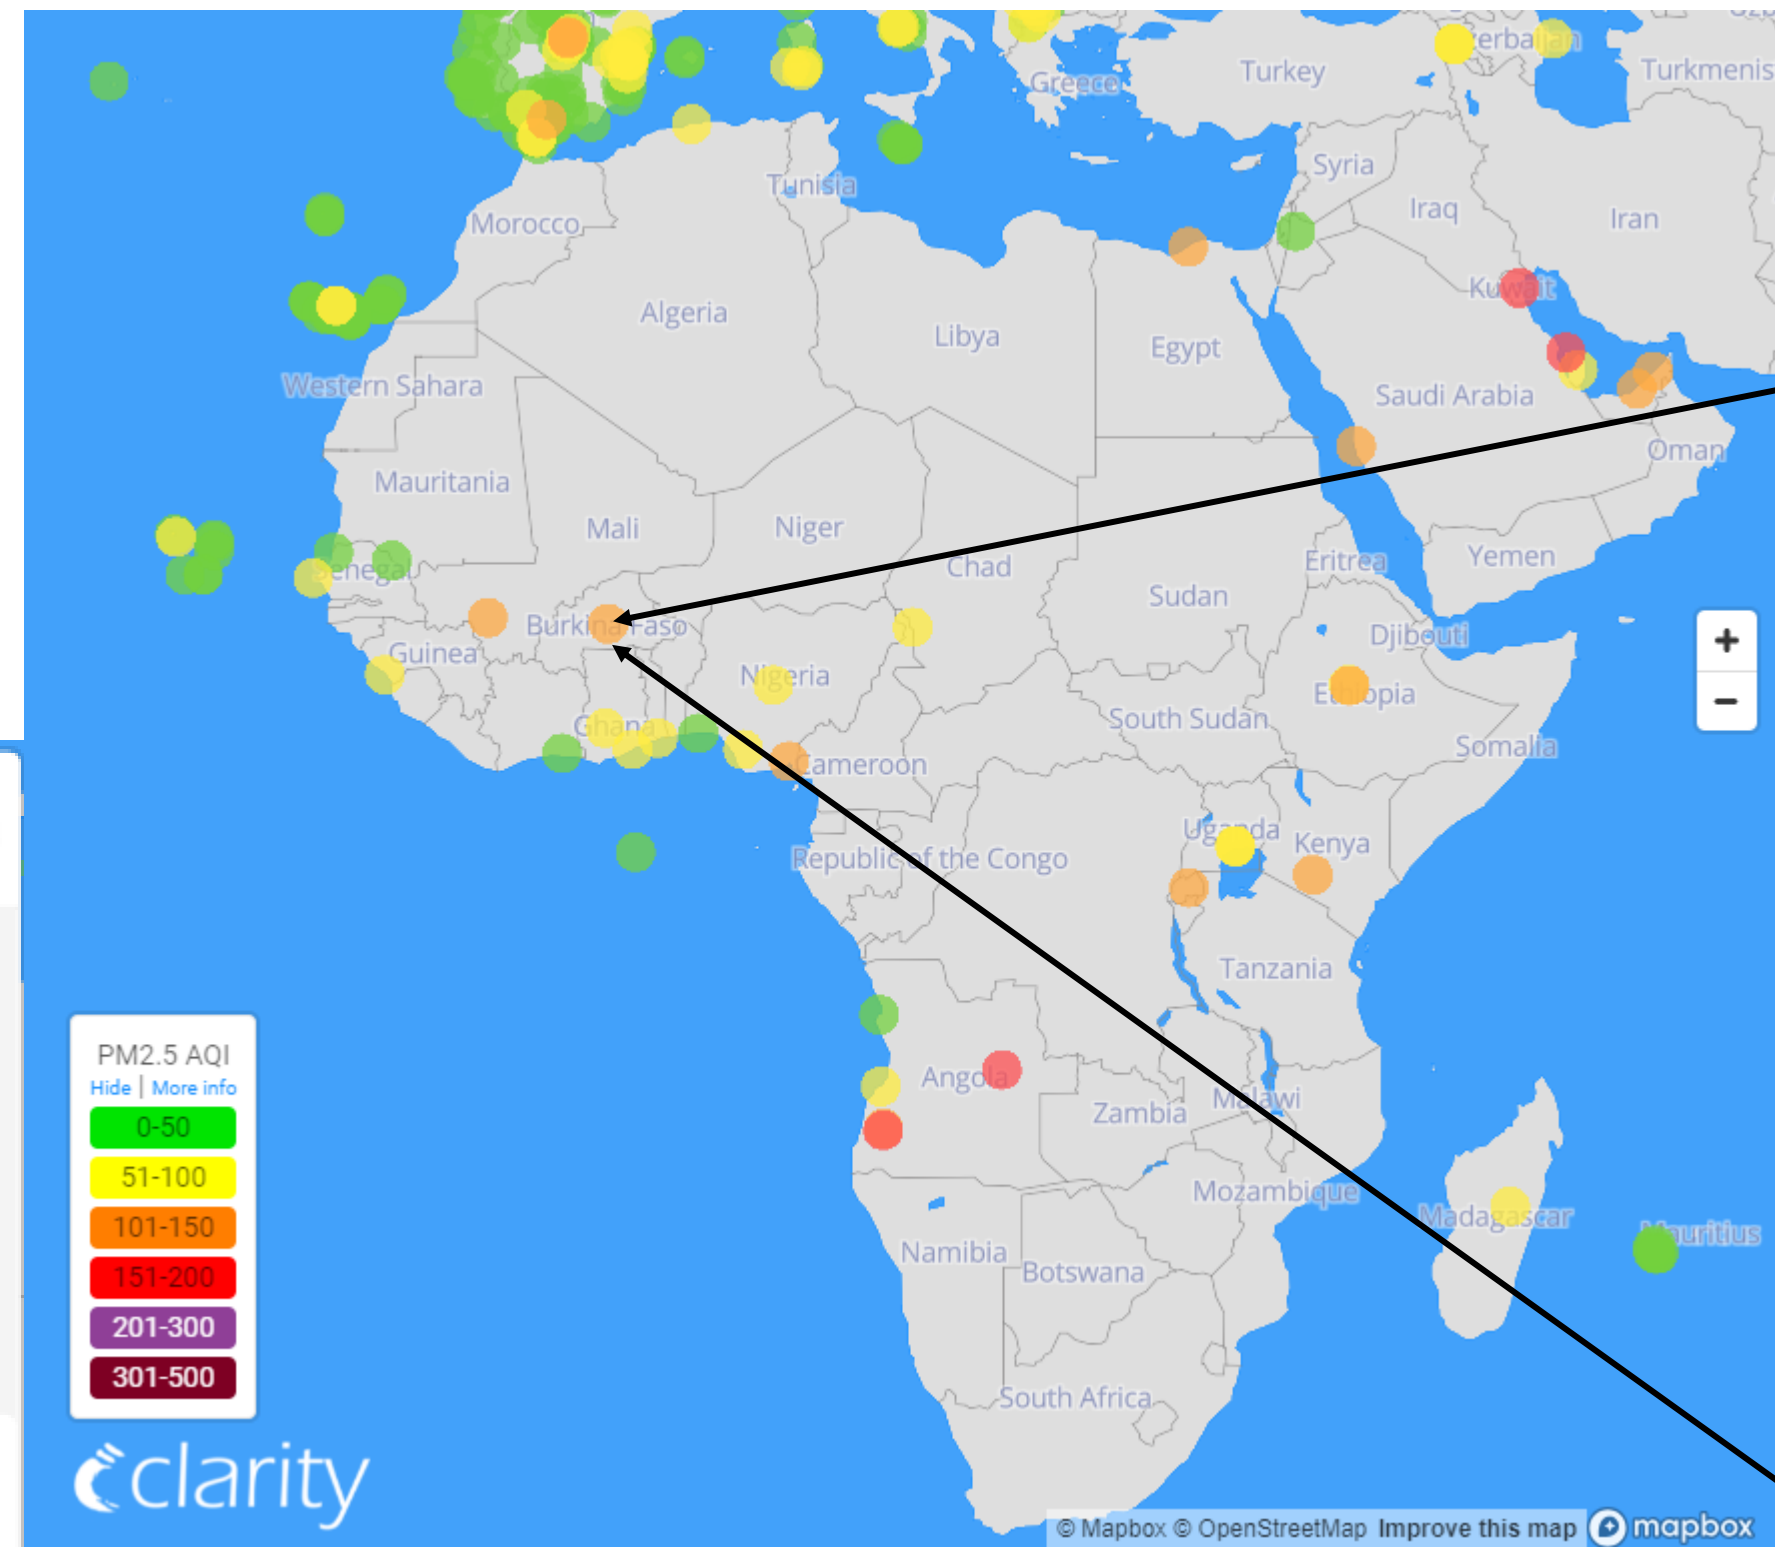 Azerbaijan
Greece
Turkey
Turkmenis
Syria
Tunisia
Iraq
Iran
Morocco
Kuwait
Algeria
Libya
Egypt
Western Sahara
Saudi Arabia
Oman
Mauritania
Mali
Niger
Chad
Eritrea
Yemen
Senegal
Sudan
Burkina Faso
Djibouti
Guinea
Nigeria
Ethiopia
Ghana
South Sudan
Somalia
Cameroon
Uganda
Kenya
Republic of the Congo
Tanzania
Angola
Malawi
Zambia
Mozambique
Madagascar
Mauritius
Namibia
Botswana
South Africa
+
−
PM2.5 AQI
Hide | More info
0-50
51-100
101-150
151-200
201-300
301-500
clarity
© Mapbox © OpenStreetMap Improve this map
mapbox